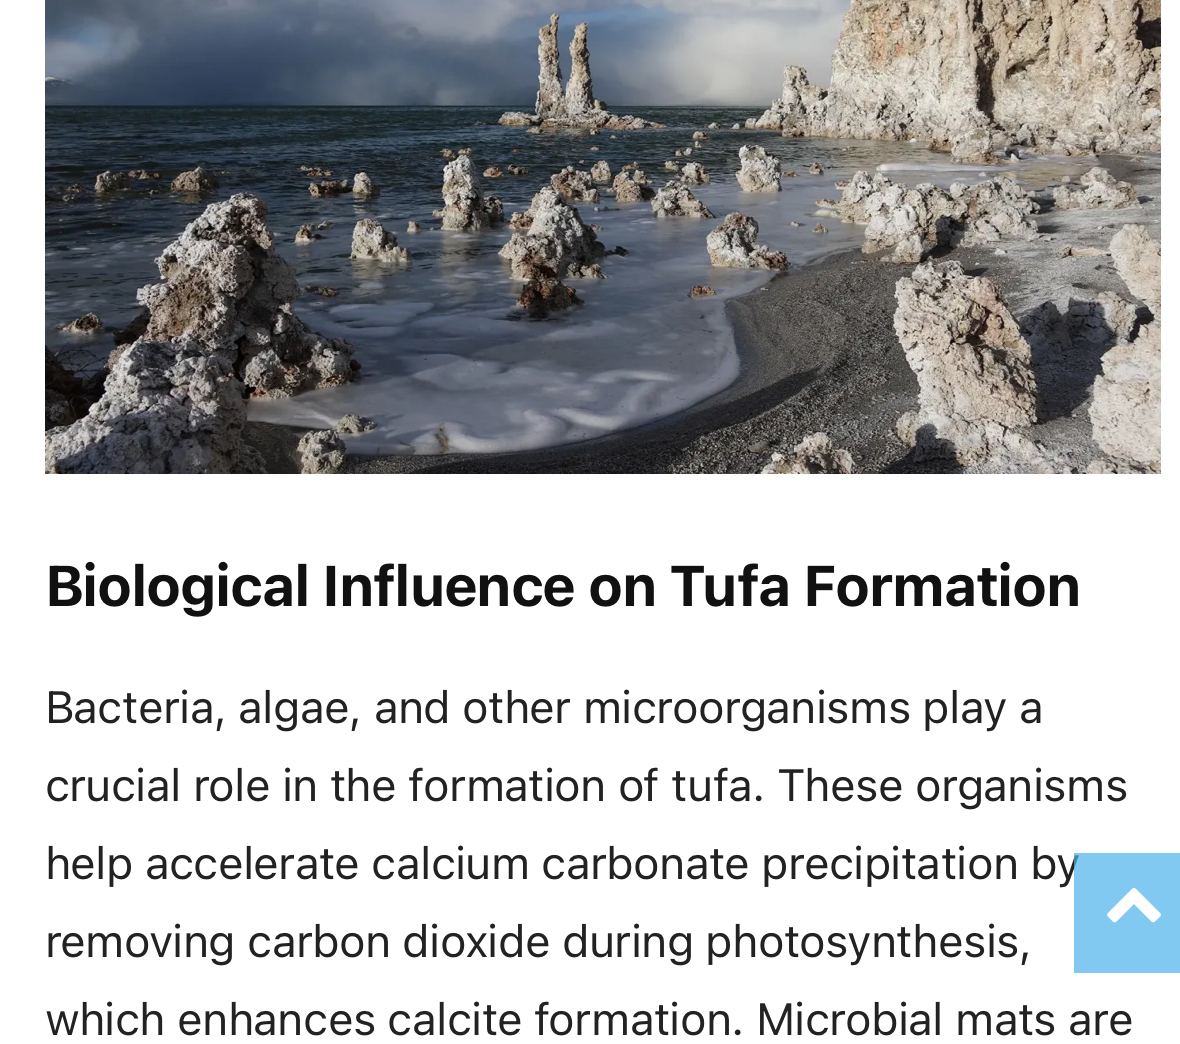 Biological Influence on Tufa Formation
Bacteria, algae, and other microorganisms play a
crucial role in the formation of tufa. These organisms
help accelerate calcium carbonate precipitation by
removing carbon dioxide during photosynthesis,
which enhances calcite formation. Microbial mats are